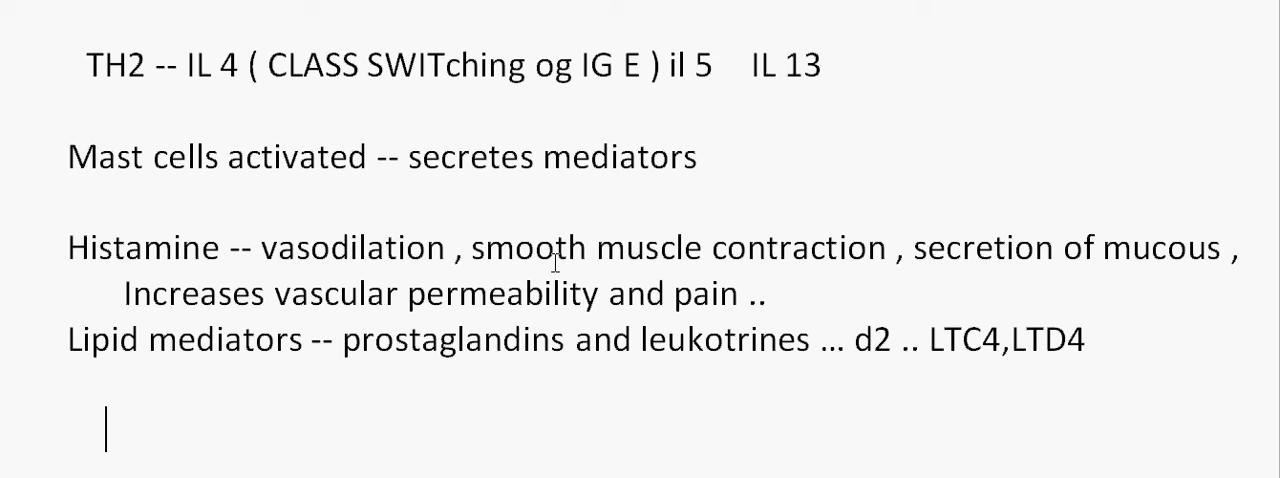 TH2 -- IL 4 ( CLASS SWITching og IG E ) il 5 IL 13
Mast cells activated -- secretes mediators
Histamine -- vasodilation , smooth muscle contraction , secretion of mucous ,
Increases vascular permeability and pain ..
Lipid mediators -- prostaglandins and leukotrines ... d2 .. LTC4,LTD4